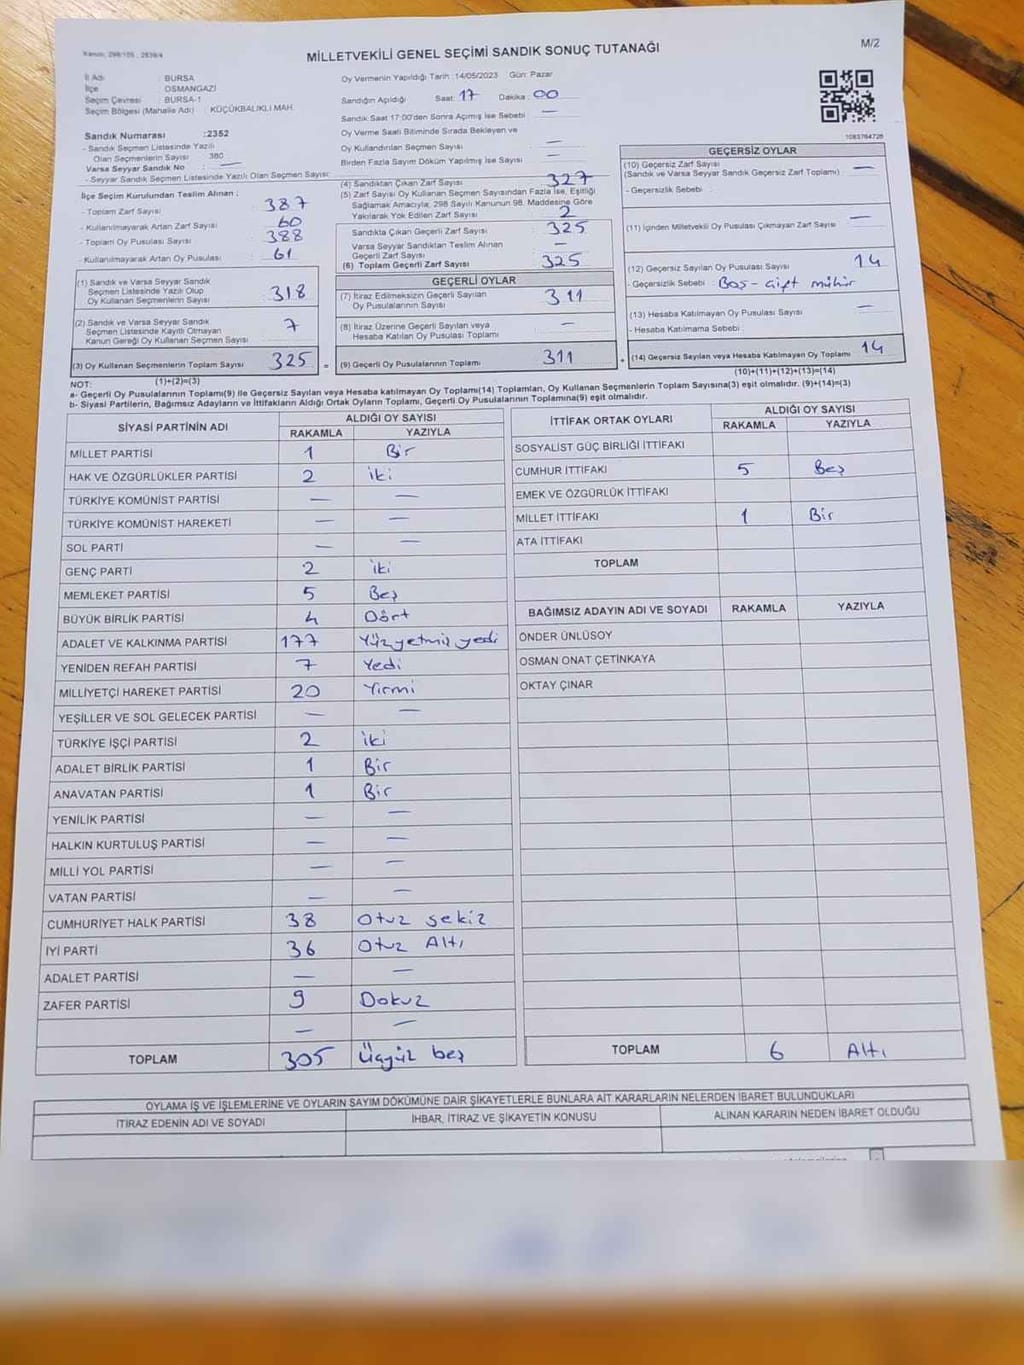 Kanun: 298/105 ; 2839/4
MİLLETVEKİLİ GENEL SEÇİMİ SANDIK SONUÇ TUTANAĞI
M/2
İl Adı : BURSA
İlçe : OSMANGAZİ
Seçim Çevresi : BURSA-1
Seçim Bölgesi (Mahalle Adı) : KÜÇÜKBALIKLI MAH.
Oy Vermenin Yapıldığı Tarih : 14/05/2023 Gün: Pazar
Sandığın Açıldığı Saat: 17 Dakika: 00
Sandık Saat 17:00'den Sonra Açılmış İse Sebebi : —
Oy Verme Saati Bitiminde Sırada Bekleyen ve
Oy Kullandırılan Seçmen Sayısı : —
Birden Fazla Sayım Döküm Yapılmış İse Sayısı : —
1083764726
Sandık Numarası : 2352
- Sandık Seçmen Listesinde Yazılı
Olan Seçmenlerin Sayısı : 380
Varsa Seyyar Sandık No : —
- Seyyar Sandık Seçmen Listesinde Yazılı Olan Seçmen Sayısı:
İlçe Seçim Kurulundan Teslim Alınan :
- Toplam Zarf Sayısı : 387
- Kullanılmayarak Artan Zarf Sayısı : 60
- Toplam Oy Pusulası Sayısı : 388
- Kullanılmayarak Artan Oy Pusulası : 61
(4) Sandıktan Çıkan Zarf Sayısı : 327
(5) Zarf Sayısı Oy Kullanan Seçmen Sayısından Fazla İse, Eşitliği
Sağlamak Amacıyla, 298 Sayılı Kanunun 98. Maddesine Göre
Yakılarak Yok Edilen Zarf Sayısı : 2
Sandıkta Çıkan Geçerli Zarf Sayısı : 325
Varsa Seyyar Sandıktan Teslim Alınan
Geçerli Zarf Sayısı : —
(6) Toplam Geçerli Zarf Sayısı : 325
GEÇERSİZ OYLAR
(10) Geçersiz Zarf Sayısı
(Sandık ve Varsa Seyyar Sandık Geçersiz Zarf Toplamı) : —
- Geçersizlik Sebebi :
(11) İçinden Milletvekili Oy Pusulası Çıkmayan Zarf Sayısı : —
(12) Geçersiz Sayılan Oy Pusulası Sayısı : 14
- Geçersizlik Sebebi : Boş - çift mühür
(13) Hesaba Katılmayan Oy Pusulası Sayısı : —
- Hesaba Katılmama Sebebi :
(14) Geçersiz Sayılan veya Hesaba Katılmayan Oy Toplamı 14
(10)+(11)+(12)+(13)=(14)
(1) Sandık ve Varsa Seyyar Sandık
Seçmen Listesinde Yazılı Olup
Oy Kullanan Seçmenlerin Sayısı : 318
(2) Sandık ve Varsa Seyyar Sandık
Seçmen Listesinde Kayıtlı Olmayan
Kanun Gereği Oy Kullanan Seçmen Sayısı : 7
(3) Oy Kullanan Seçmenlerin Toplam Sayısı : 325 =
(1)+(2)=(3)
GEÇERLİ OYLAR
(7) İtiraz Edilmeksizin Geçerli Sayılan
Oy Pusulalarının Sayısı : 311
(8) İtiraz Üzerine Geçerli Sayılan veya
Hesaba Katılan Oy Pusulası Toplamı : —
(9) Geçerli Oy Pusulalarının Toplamı : 311 +
NOT:
a- Geçerli Oy Pusulalarının Toplamı(9) ile Geçersiz Sayılan veya Hesaba katılmayan Oy Toplamı(14) Toplamları, Oy Kullanan Seçmenlerin Toplam Sayısına(3) eşit olmalıdır. (9)+(14)=(3)
b- Siyasi Partilerin, Bağımsız Adayların ve İttifakların Aldığı Ortak Oyların Toplamı, Geçerli Oy Pusulalarının Toplamına(9) eşit olmalıdır.
SİYASİ PARTİNİN ADI ALDIĞI OY SAYISI
RAKAMLA YAZIYLA
MİLLET PARTİSİ 1 Bir
HAK VE ÖZGÜRLÜKLER PARTİSİ 2 iki
TÜRKİYE KOMÜNİST PARTİSİ — —
TÜRKİYE KOMÜNİST HAREKETİ — —
SOL PARTİ — —
GENÇ PARTİ 2 iki
MEMLEKET PARTİSİ 5 Beş
BÜYÜK BİRLİK PARTİSİ 4 Dört
ADALET VE KALKINMA PARTİSİ 177 Yüzyetmiş yedi
YENİDEN REFAH PARTİSİ 7 Yedi
MİLLİYETÇİ HAREKET PARTİSİ 20 Yirmi
YEŞİLLER VE SOL GELECEK PARTİSİ — —
TÜRKİYE İŞÇİ PARTİSİ 2 iki
ADALET BİRLİK PARTİSİ 1 Bir
ANAVATAN PARTİSİ 1 Bir
YENİLİK PARTİSİ — —
HALKIN KURTULUŞ PARTİSİ — —
MİLLİ YOL PARTİSİ — —
VATAN PARTİSİ — —
CUMHURİYET HALK PARTİSİ 38 Otuz sekiz
İYİ PARTİ 36 Otuz Altı
ADALET PARTİSİ — —
ZAFER PARTİSİ 9 Dokuz
— —
TOPLAM 305 Üçyüz beş
İTTİFAK ORTAK OYLARI ALDIĞI OY SAYISI
RAKAMLA YAZIYLA
SOSYALİST GÜÇ BİRLİĞİ İTTİFAKI
CUMHUR İTTİFAKI 5 Beş
EMEK VE ÖZGÜRLÜK İTTİFAKI
MİLLET İTTİFAKI 1 Bir
ATA İTTİFAKI
TOPLAM
BAĞIMSIZ ADAYIN ADI VE SOYADI RAKAMLA YAZIYLA
ÖNDER ÜNLÜSOY
OSMAN ONAT ÇETİNKAYA
OKTAY ÇINAR
TOPLAM 6 Altı
OYLAMA İŞ VE İŞLEMLERİNE VE OYLARIN SAYIM DÖKÜMÜNE DAİR ŞİKAYETLERLE BUNLARA AİT KARARLARIN NELERDEN İBARET BULUNDUKLARI
İTİRAZ EDENİN ADI VE SOYADI İHBAR, İTİRAZ VE ŞİKAYETİN KONUSU ALINAN KARARIN NEDEN İBARET OLDUĞU